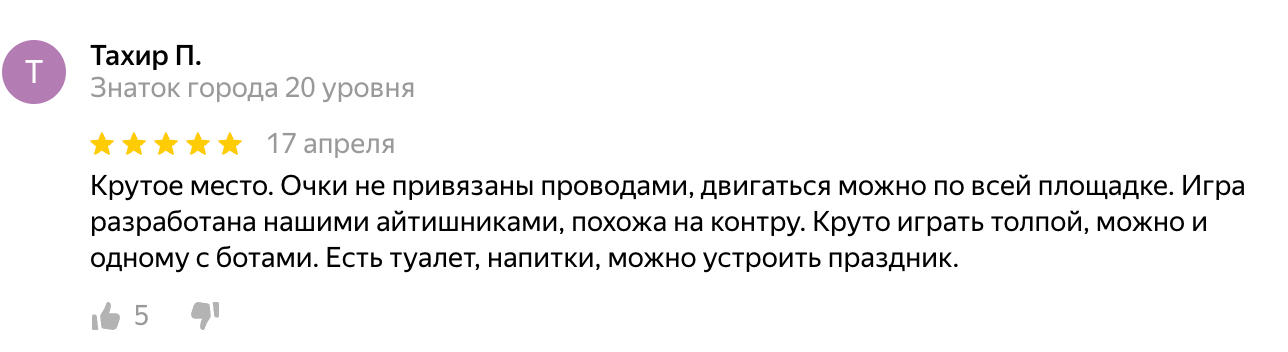 Т
Тахир П.
Знаток города 20 уровня
17 апреля
Крутое место. Очки не привязаны проводами, двигаться можно по всей площадке. Игра
разработана нашими айтишниками, похожа на контру. Круто играть толпой, можно и
одному с ботами. Есть туалет, напитки, можно устроить праздник.
5